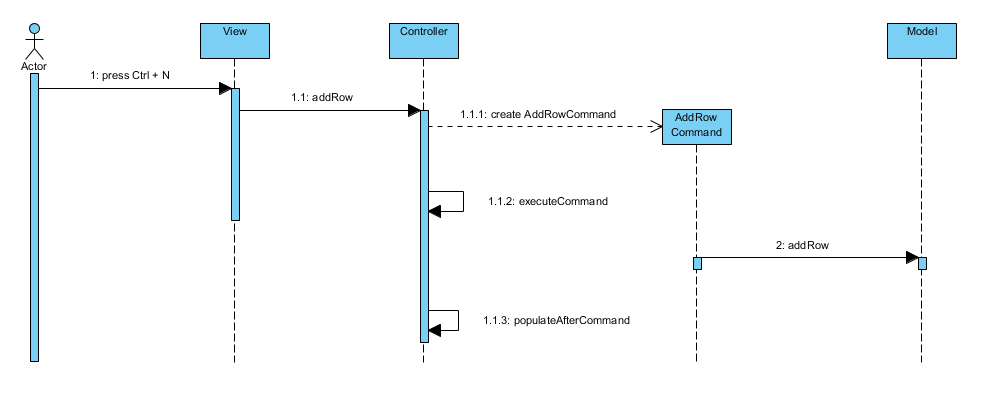 View
Controller
Model
Actor
1: press Ctrl + N
1.1: addRow
1.1.1: create AddRowCommand
AddRow
Command
1.1.2: executeCommand
2: addRow
1.1.3: populateAfterCommand